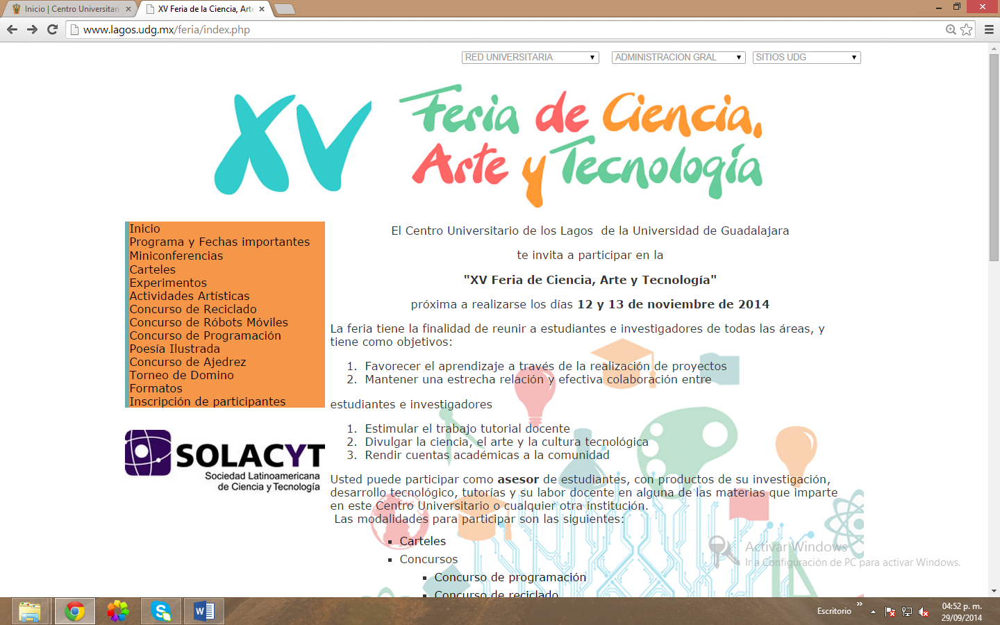 Inicio | Centro Universitari
XV Feria de la Ciencia, Arte
www.lagos.udg.mx/feria/index.php
RED UNIVERSITARIA
ADMINISTRACION GRAL
SITIOS UDG
XV Feria de Ciencia,
Arte y Tecnología
Inicio
Programa y Fechas importantes
Miniconferencias
Carteles
Experimentos
Actividades Artísticas
Concurso de Reciclado
Concurso de Róbots Móviles
Concurso de Programación
Poesía Ilustrada
Concurso de Ajedrez
Torneo de Domino
Formatos
Inscripción de participantes
SOLACYT
Sociedad Latinoamericana
de Ciencia y Tecnología
El Centro Universitario de los Lagos  de la Universidad de Guadalajara
te invita a participar en la
"XV Feria de Ciencia, Arte y Tecnología"
próxima a realizarse los días 12 y 13 de noviembre de 2014
La feria tiene la finalidad de reunir a estudiantes e investigadores de todas las áreas, y
tiene como objetivos:
1. Favorecer el aprendizaje a través de la realización de proyectos
2. Mantener una estrecha relación y efectiva colaboración entre
estudiantes e investigadores
1. Estimular el trabajo tutorial docente
2. Divulgar la ciencia, el arte y la cultura tecnológica
3. Rendir cuentas académicas a la comunidad
Usted puede participar como asesor de estudiantes, con productos de su investigación,
desarrollo tecnológico, tutorías y su labor docente en alguna de las materias que imparte
en este Centro Universitario o cualquier otra institución.
Las modalidades para participar son las siguientes:
Carteles
Concursos
Concurso de programación
Concurso de reciclado
Activar Windows
Ir a Configuración de PC para activar Windows.
Escritorio
04:52 p. m.
29/09/2014